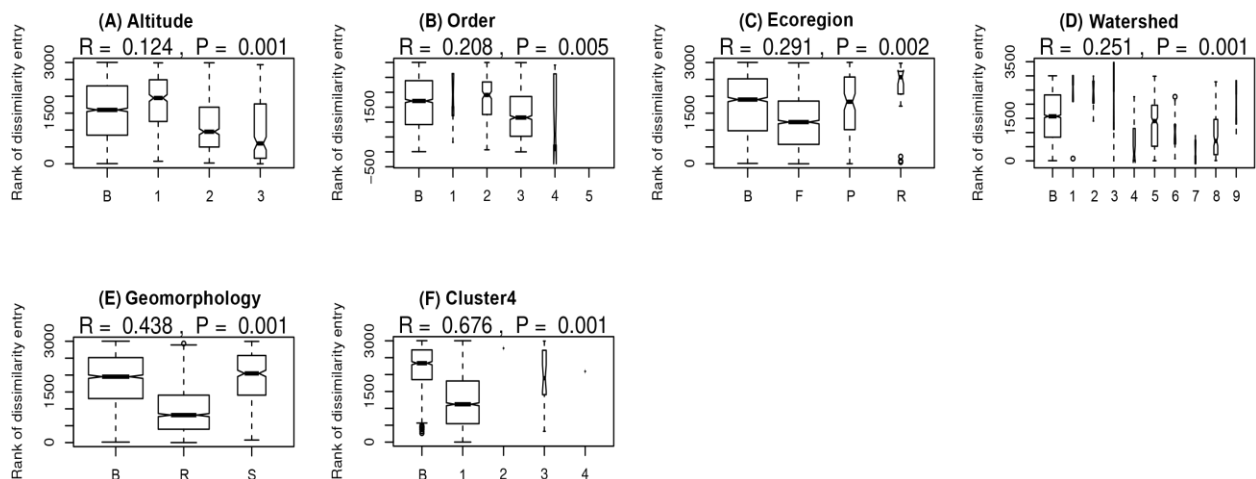 (A) Altitude
R = 0.124 , P = 0.001
Rank of dissimilarity entry
3000
1500
0
B 1 2 3
(B) Order
R = 0.208 , P = 0.005
Rank of dissimilarity entry
1500
−500
B 1 2 3 4 5
(C) Ecoregion
R = 0.291 , P = 0.002
Rank of dissimilarity entry
3000
1500
0
B F P R
(D) Watershed
R = 0.251 , P = 0.001
Rank of dissimilarity entry
3500
1500
0
B 1 2 3 4 5 6 7 8 9
(E) Geomorphology
R = 0.438 , P = 0.001
Rank of dissimilarity entry
3000
1500
0
B R S
(F) Cluster4
R = 0.676 , P = 0.001
Rank of dissimilarity entry
3000
1500
0
B 1 2 3 4